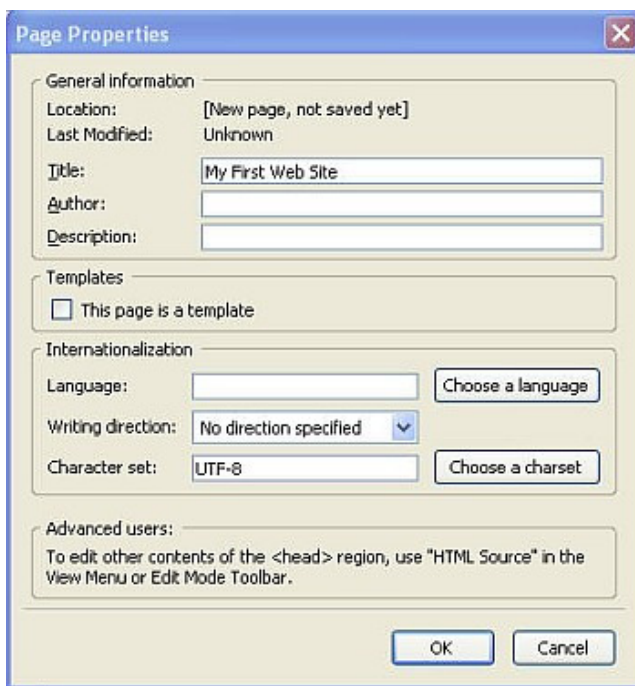 Page Properties
General information
Location: [New page, not saved yet]
Last Modified: Unknown
Title: My First Web Site
Author:
Description:
Templates
This page is a template
Internationalization
Language: Choose a language
Writing direction: No direction specified
Character set: UTF-8 Choose a charset
Advanced users:
To edit other contents of the <head> region, use "HTML Source" in the
View Menu or Edit Mode Toolbar.
OK Cancel